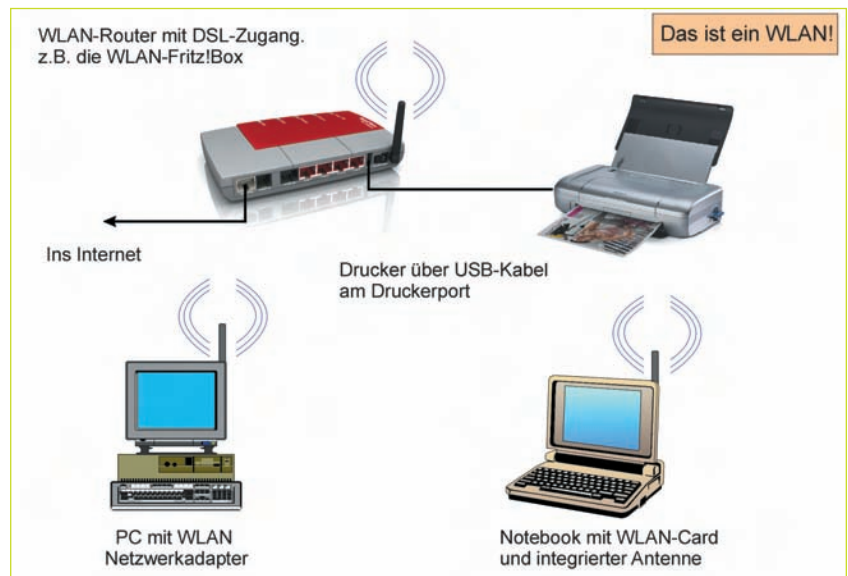 WLAN-Router mit DSL-Zugang.
z.B. die WLAN-Fritz!Box
Das ist ein WLAN!
Ins Internet
Drucker über USB-Kabel
am Druckerport
PC mit WLAN
Netzwerkadapter
Notebook mit WLAN-Card
und integrierter Antenne